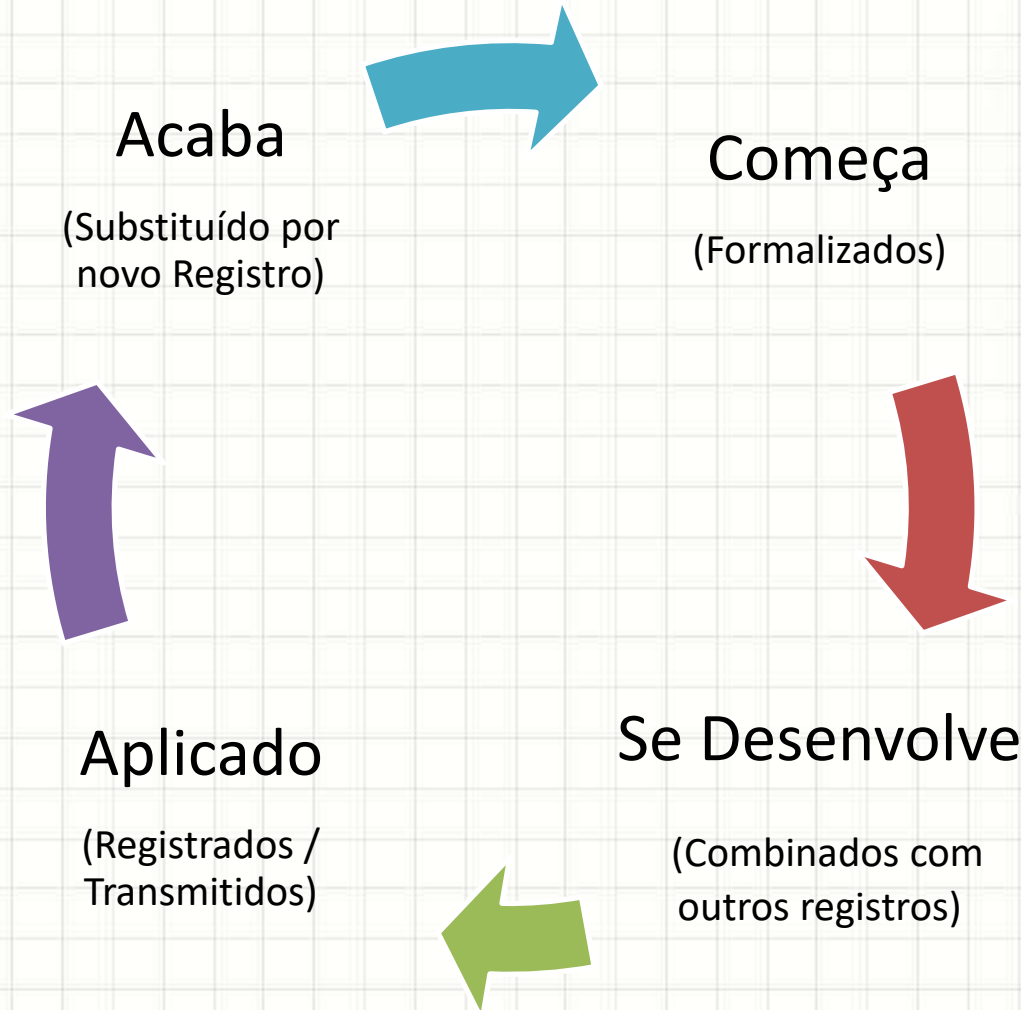 Acaba
(Substituído por
novo Registro)
Começa
(Formalizados)
Se Desenvolve
(Combinados com
outros registros)
Aplicado
(Registrados /
Transmitidos)